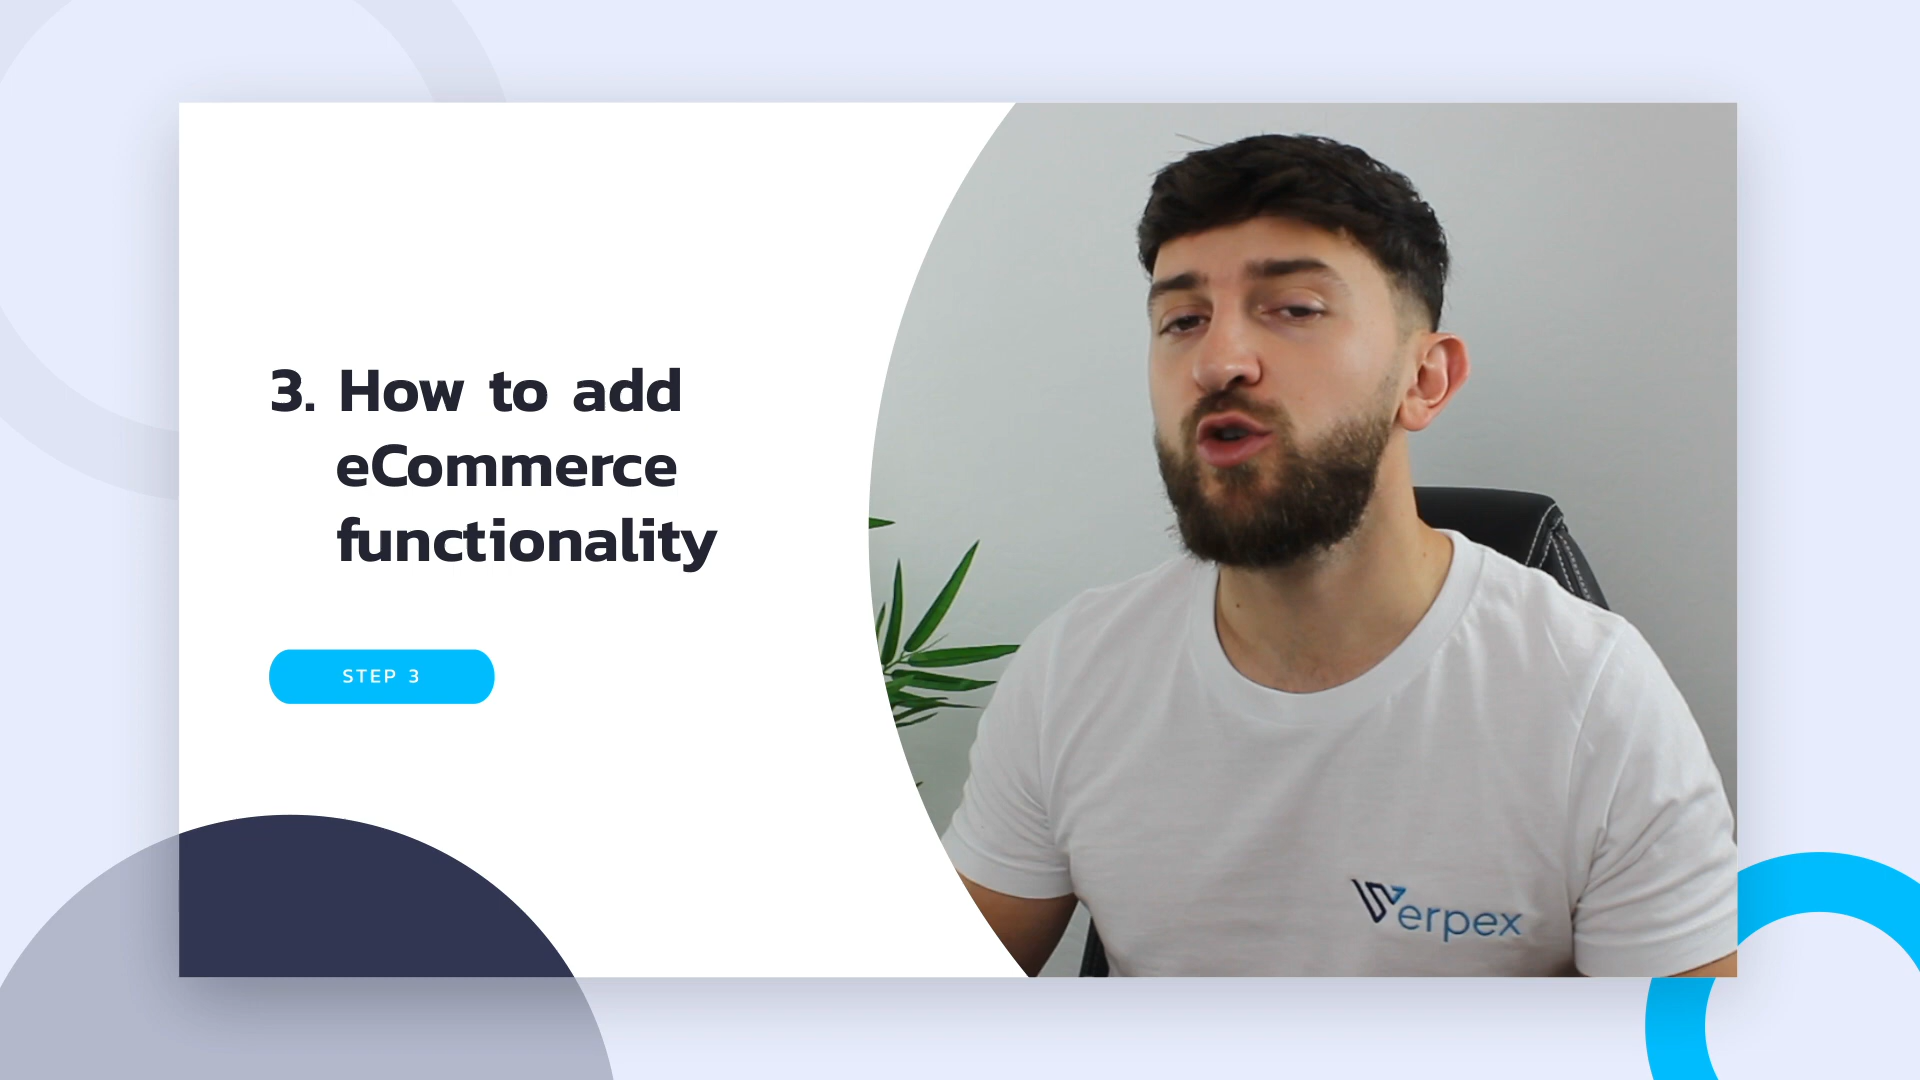 3. How to add
eCommerce
functionality
STEP 3
Verpex